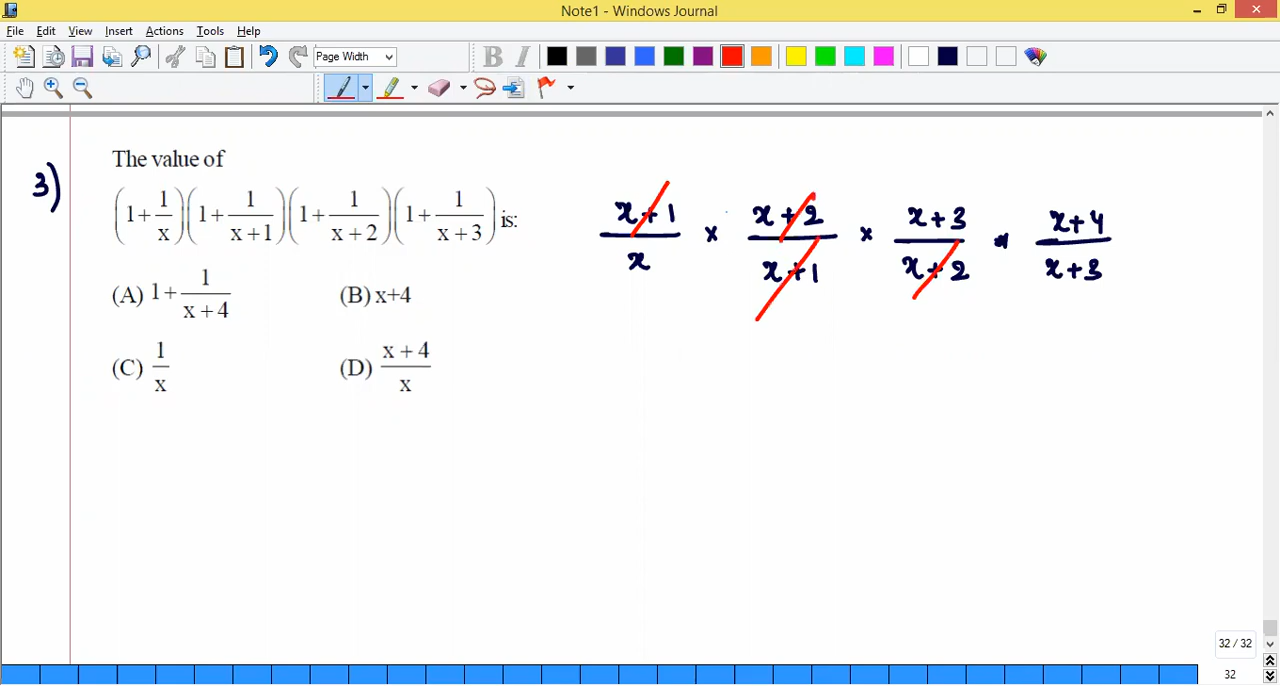 Note1 - Windows Journal
File Edit View Insert Actions Tools Help
Page Width B I
3)
The value of
(1+1/x)(1+1/(x+1))(1+1/(x+2))(1+1/(x+3)) is:
(A) 1+1/(x+4) (B) x+4
(C) 1/x (D) (x+4)/x
(x+1)/x × (x+2)/(x+1) × (x+3)/(x+2) × (x+4)/(x+3)
32 / 32
32